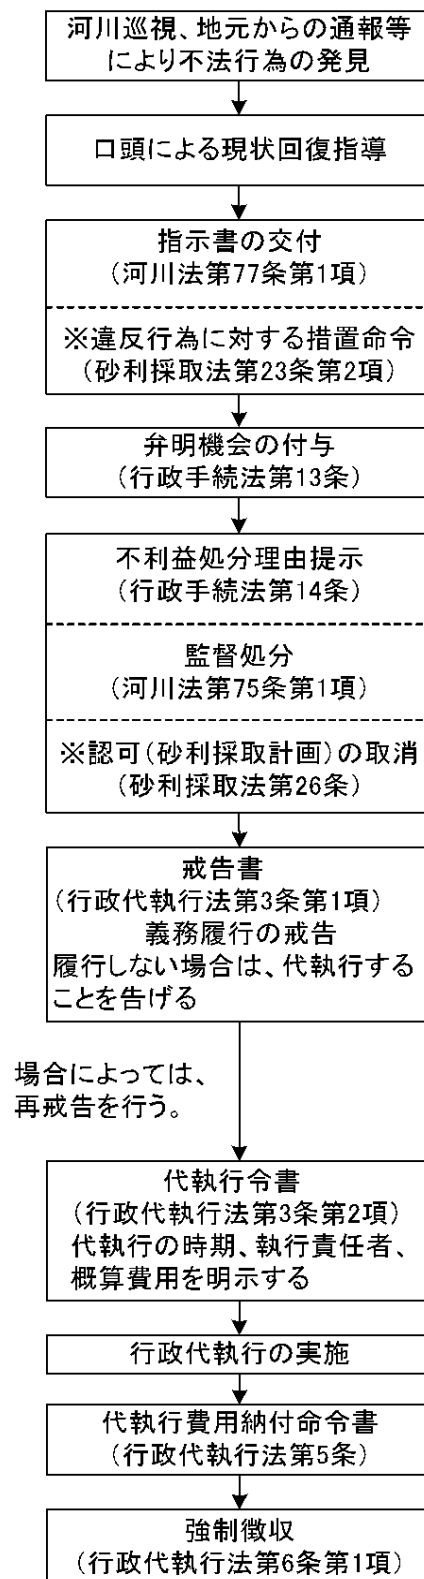 河川巡視、地元からの通報等
により不法行為の発見
口頭による現状回復指導
指示書の交付
(河川法第77条第1項)
※違反行為に対する措置命令
(砂利採取法第23条第2項)
弁明機会の付与
(行政手続法第13条)
不利益処分理由提示
(行政手続法第14条)
監督処分
(河川法第75条第1項)
※認可(砂利採取計画)の取消
(砂利採取法第26条)
戒告書
(行政代執行法第3条第1項)
義務履行の戒告
履行しない場合は、代執行する
ことを告げる
場合によっては、
再戒告を行う。
代執行令書
(行政代執行法第3条第2項)
代執行の時期、執行責任者、
概算費用を明示する
行政代執行の実施
代執行費用納付命令書
(行政代執行法第5条)
強制徴収
(行政代執行法第6条第1項)